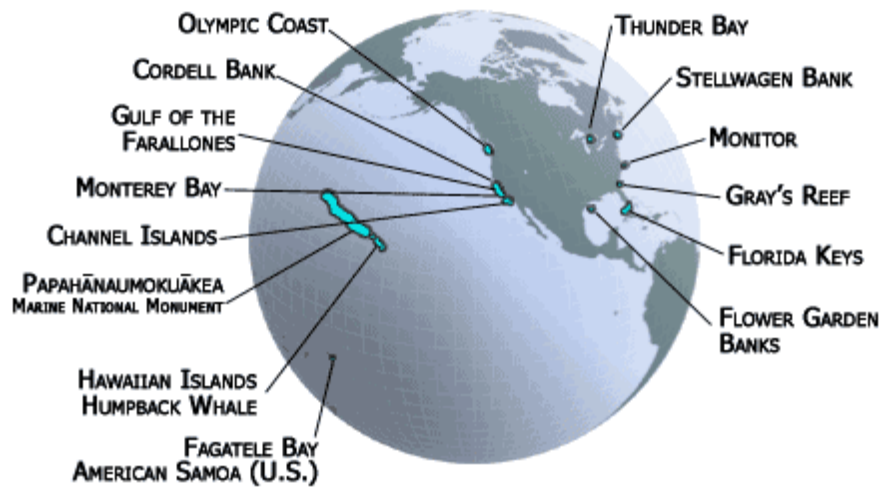 Olympic Coast
Cordell Bank
Gulf of the
Farallones
Monterey Bay
Channel Islands
Papahānaumokuākea
Marine National Monument
Hawaiian Islands
Humpback Whale
Fagatele Bay
American Samoa (U.S.)
Thunder Bay
Stellwagen Bank
Monitor
Gray's Reef
Florida Keys
Flower Garden
Banks